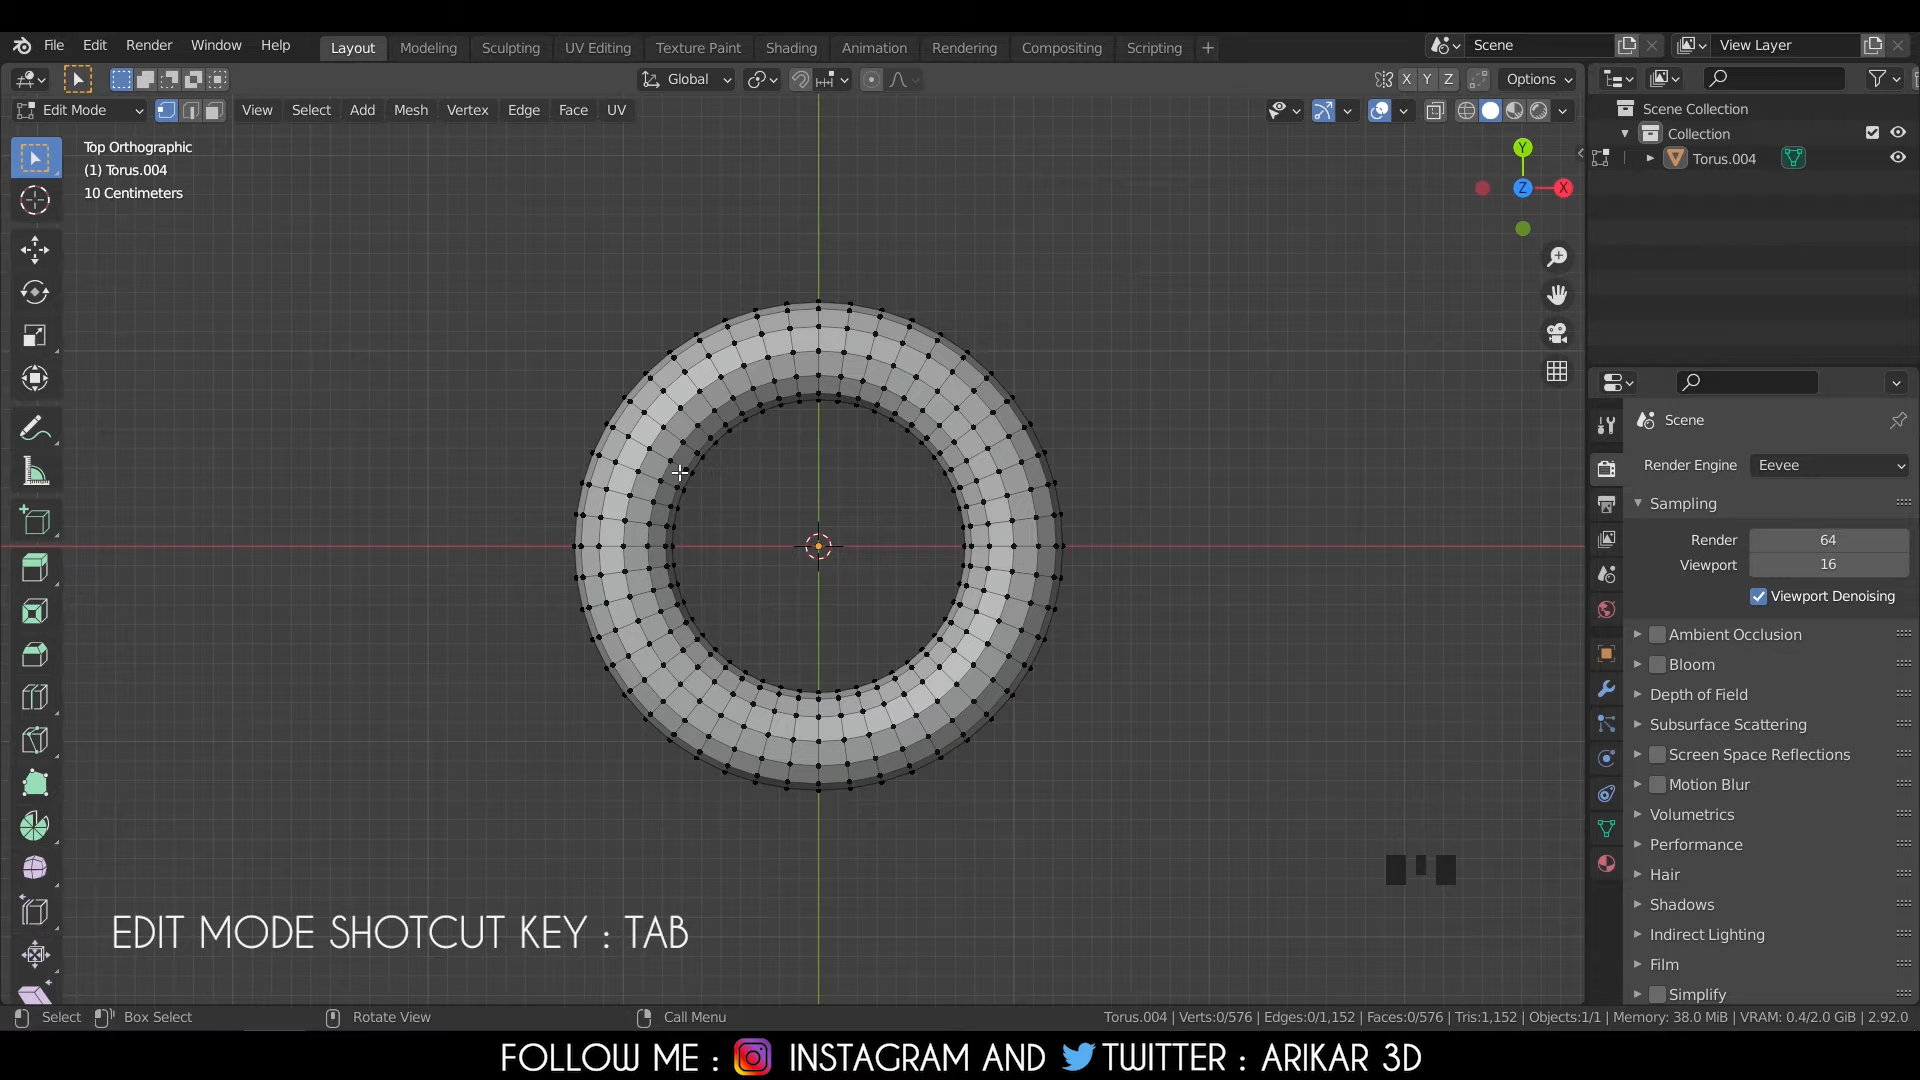 File Edit Render Window Help Layout Modeling Sculpting UV Editing Texture Paint Shading Animation Rendering Compositing Scripting + Scene View Layer
Global X Y Z Options
Edit Mode View Select Add Mesh Vertex Edge Face UV
Scene Collection
Collection
Torus.004
Top Orthographic
(1) Torus.004
10 Centimeters
Y
Z X
Scene
Render Engine Eevee
Sampling
Render 64
Viewport 16
Viewport Denoising
Ambient Occlusion
Bloom
Depth of Field
Subsurface Scattering
Screen Space Reflections
Motion Blur
Volumetrics
Performance
Hair
Shadows
Indirect Lighting
Film
Simplify
EDIT MODE SHOTCUT KEY : TAB
Select Box Select Rotate View Call Menu Torus.004 | Verts:0/576 | Edges:0/1,152 | Faces:0/576 | Tris:1,152 | Objects:1/1 | Memory: 38.0 MiB | VRAM: 0.4/2.0 GiB | 2.92.0
FOLLOW ME : INSTAGRAM AND TWITTER : ARIKAR 3D